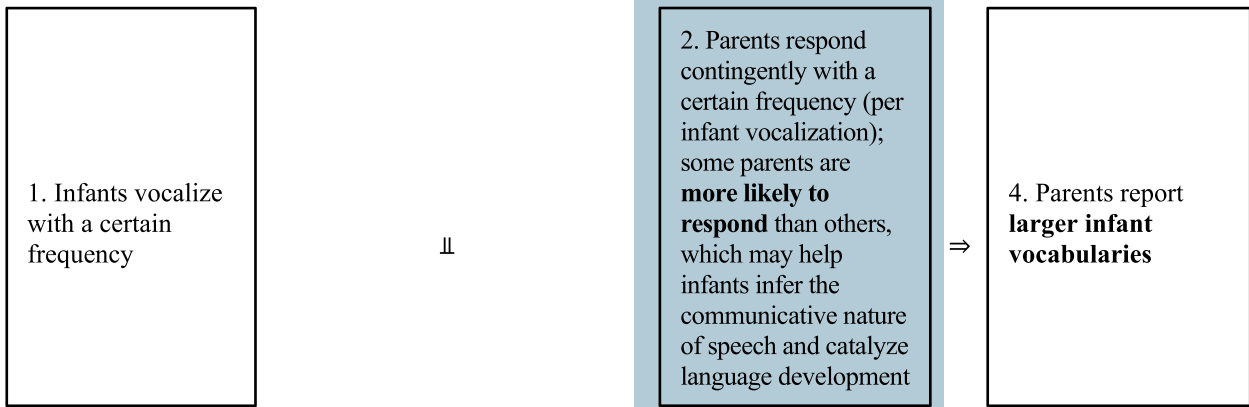 1. Infants vocalize
with a certain
frequency
⫫
2. Parents respond
contingently with a
certain frequency (per
infant vocalization);
some parents are
more likely to
respond than others,
which may help
infants infer the
communicative nature
of speech and catalyze
language development
⇒
4. Parents report
larger infant
vocabularies